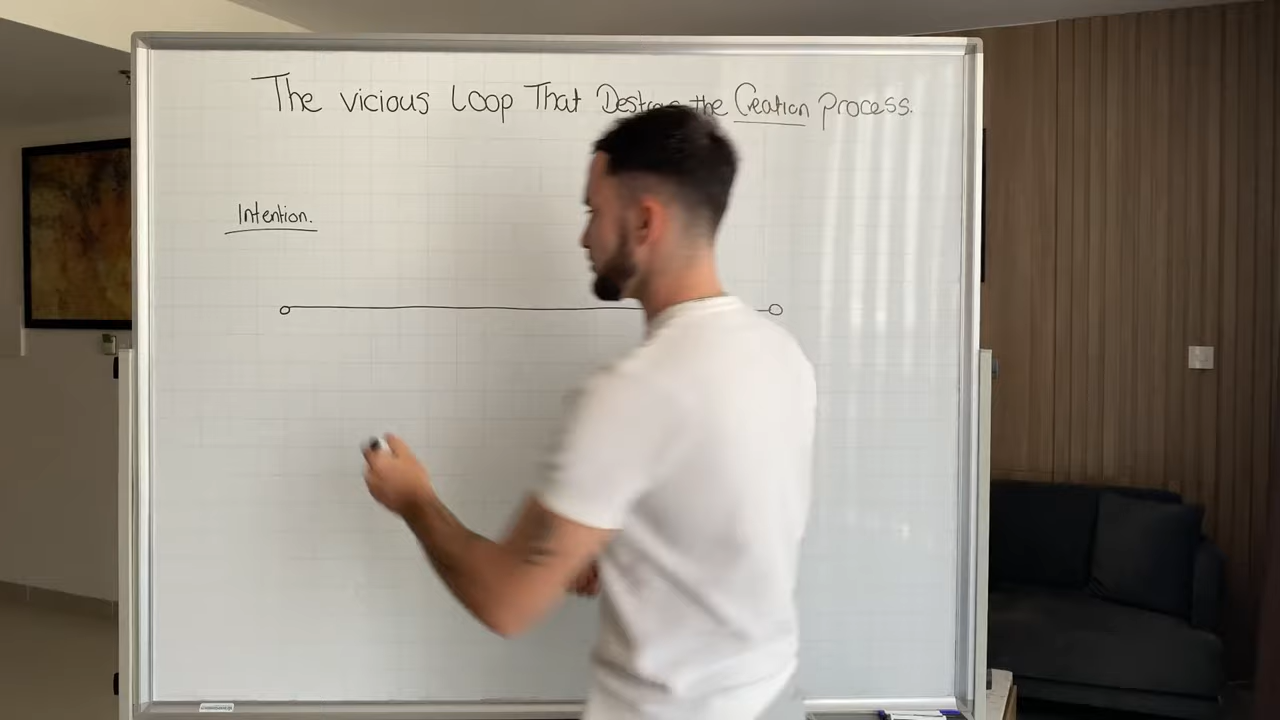 The vicious Loop That the Creation Process.
Intention.